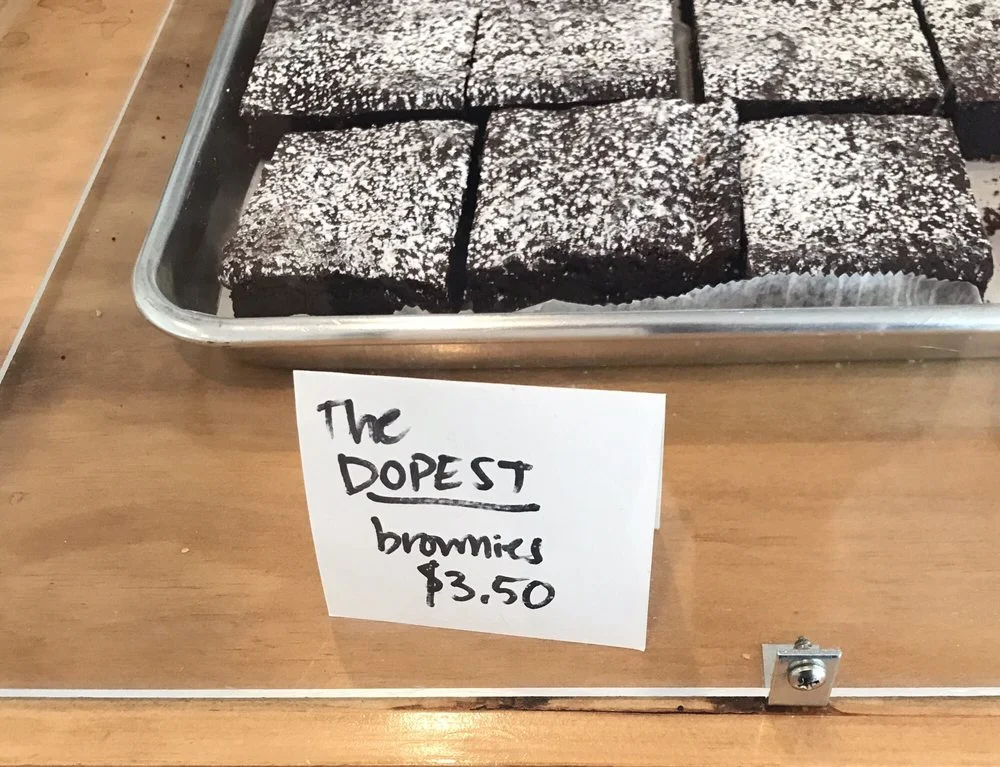 The
DOPEST
brownies
$3.50